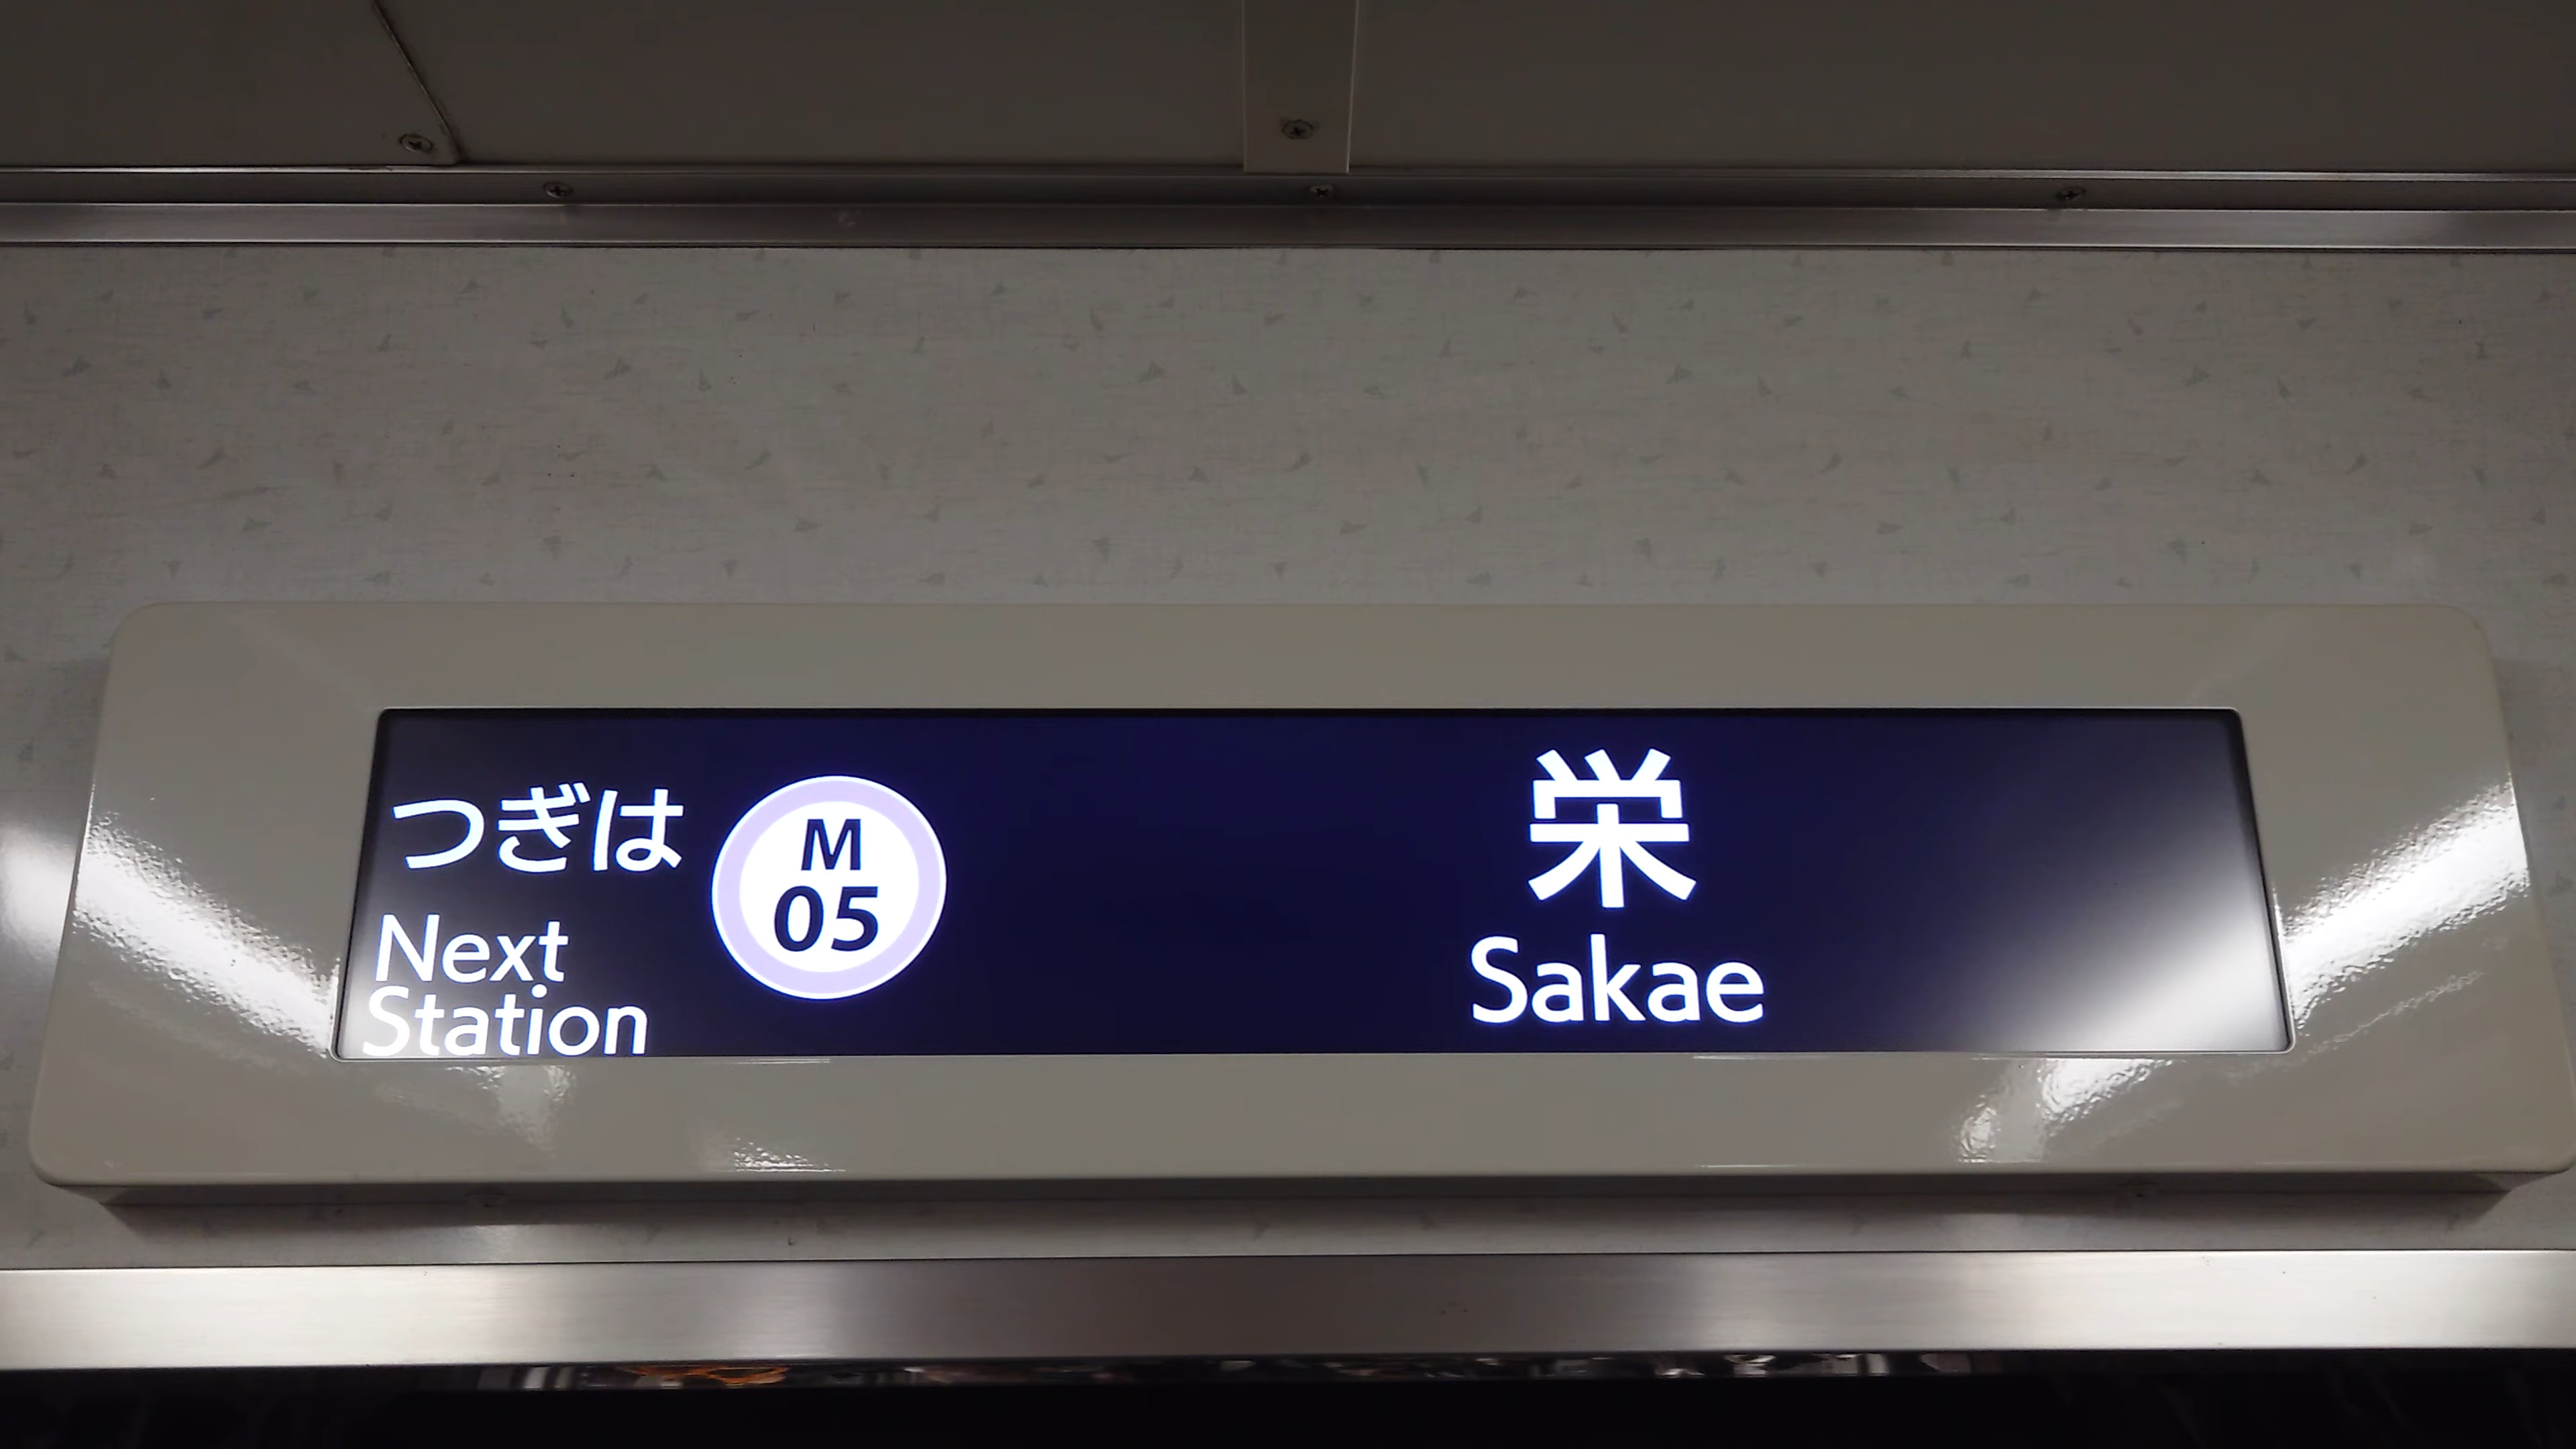 つぎは
Next
Station
M
05
栄
Sakae